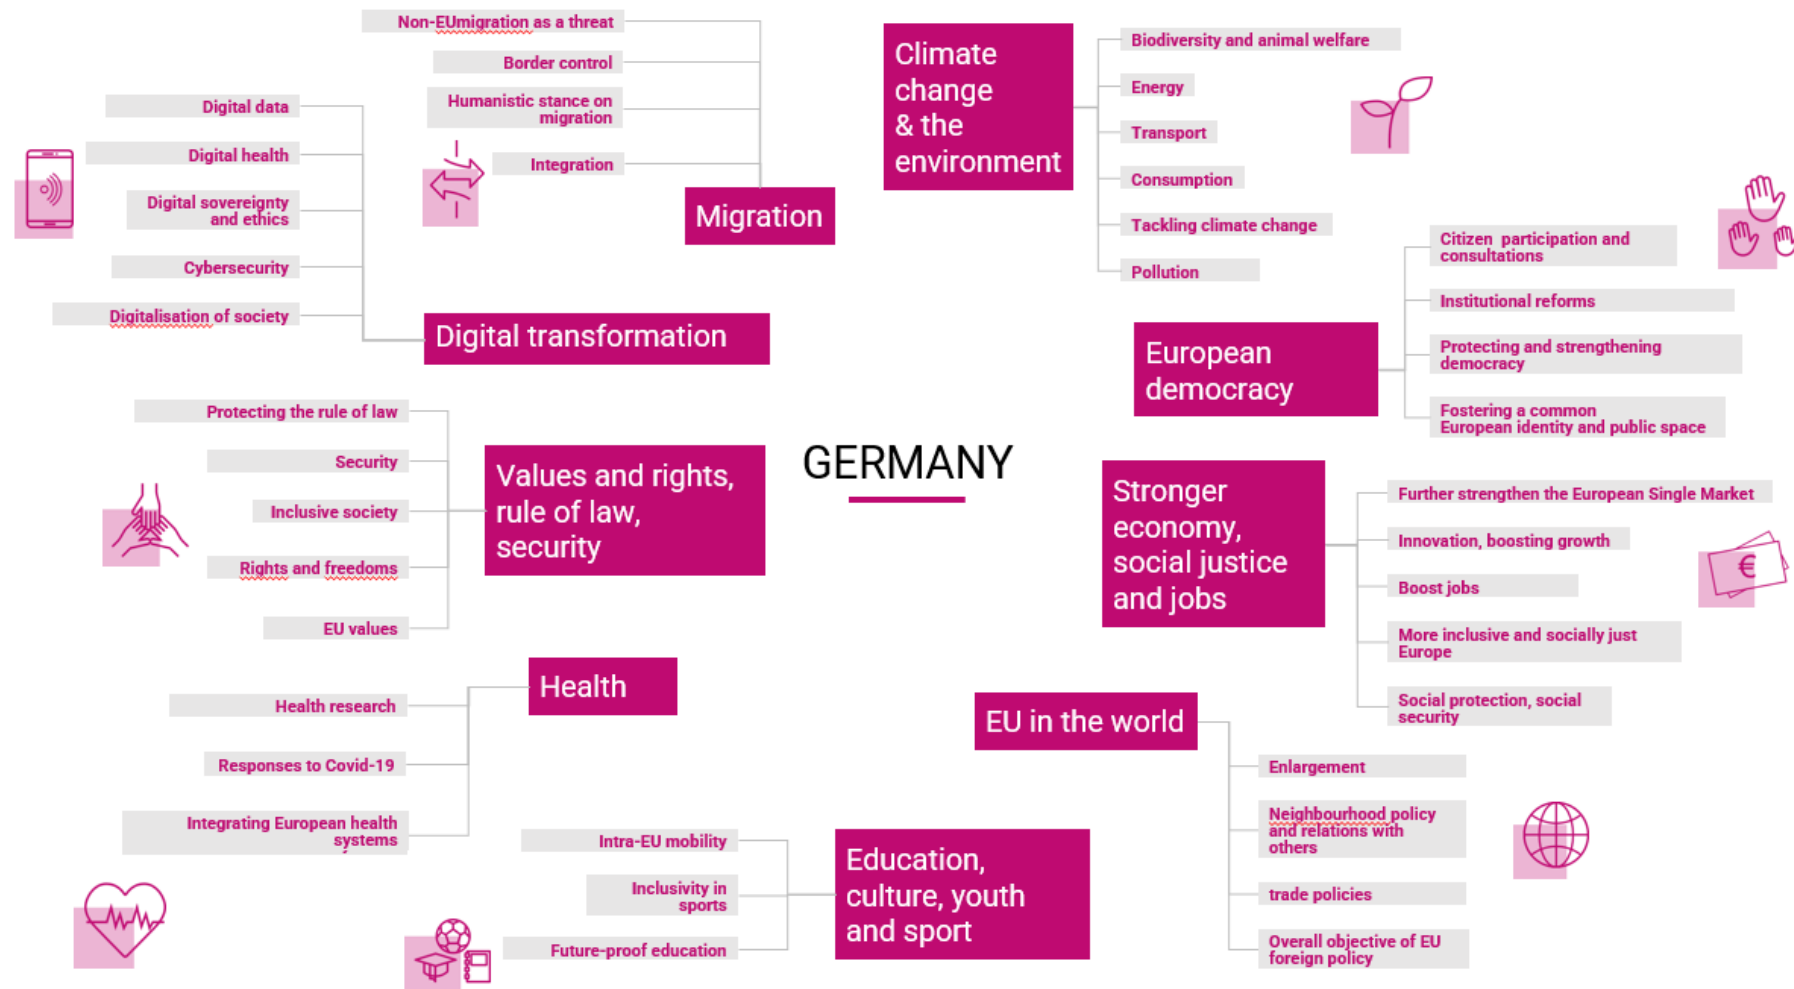 Non-EUmigration as a threat
Border control
Humanistic stance on
migration
Integration
Migration
Digital data
Digital health
Digital sovereignty
and ethics
Cybersecurity
Digitalisation of society
Digital transformation
Protecting the rule of law
Security
Inclusive society
Rights and freedoms
EU values
Values and rights,
rule of law,
security
Health
Health research
Responses to Covid-19
Integrating European health
systems
Intra-EU mobility
Inclusivity in
sports
Future-proof education
Education,
culture, youth
and sport
GERMANY
Climate
change
& the
environment
Biodiversity and animal welfare
Energy
Transport
Consumption
Tackling climate change
Pollution
European
democracy
Citizen participation and
consultations
Institutional reforms
Protecting and strengthening
democracy
Fostering a common
European identity and public space
Stronger
economy,
social justice
and jobs
Further strengthen the European Single Market
Innovation, boosting growth
Boost jobs
More inclusive and socially just
Europe
Social protection, social
security
€
EU in the world
Enlargement
Neighbourhood policy
and relations with
others
trade policies
Overall objective of EU
foreign policy